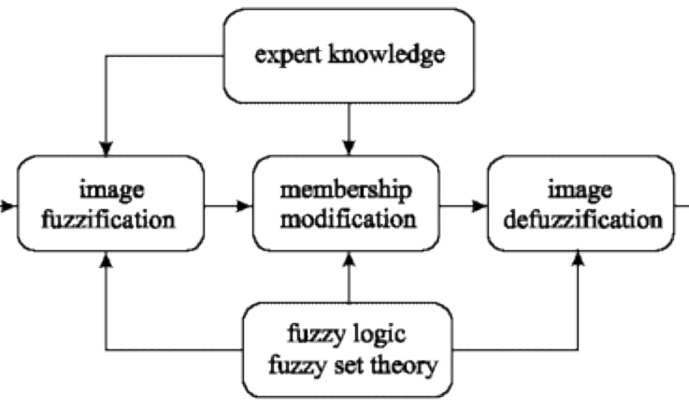 expert knowledge
image
fuzzification
membership
modification
image
defuzzification
fuzzy logic
fuzzy set theory